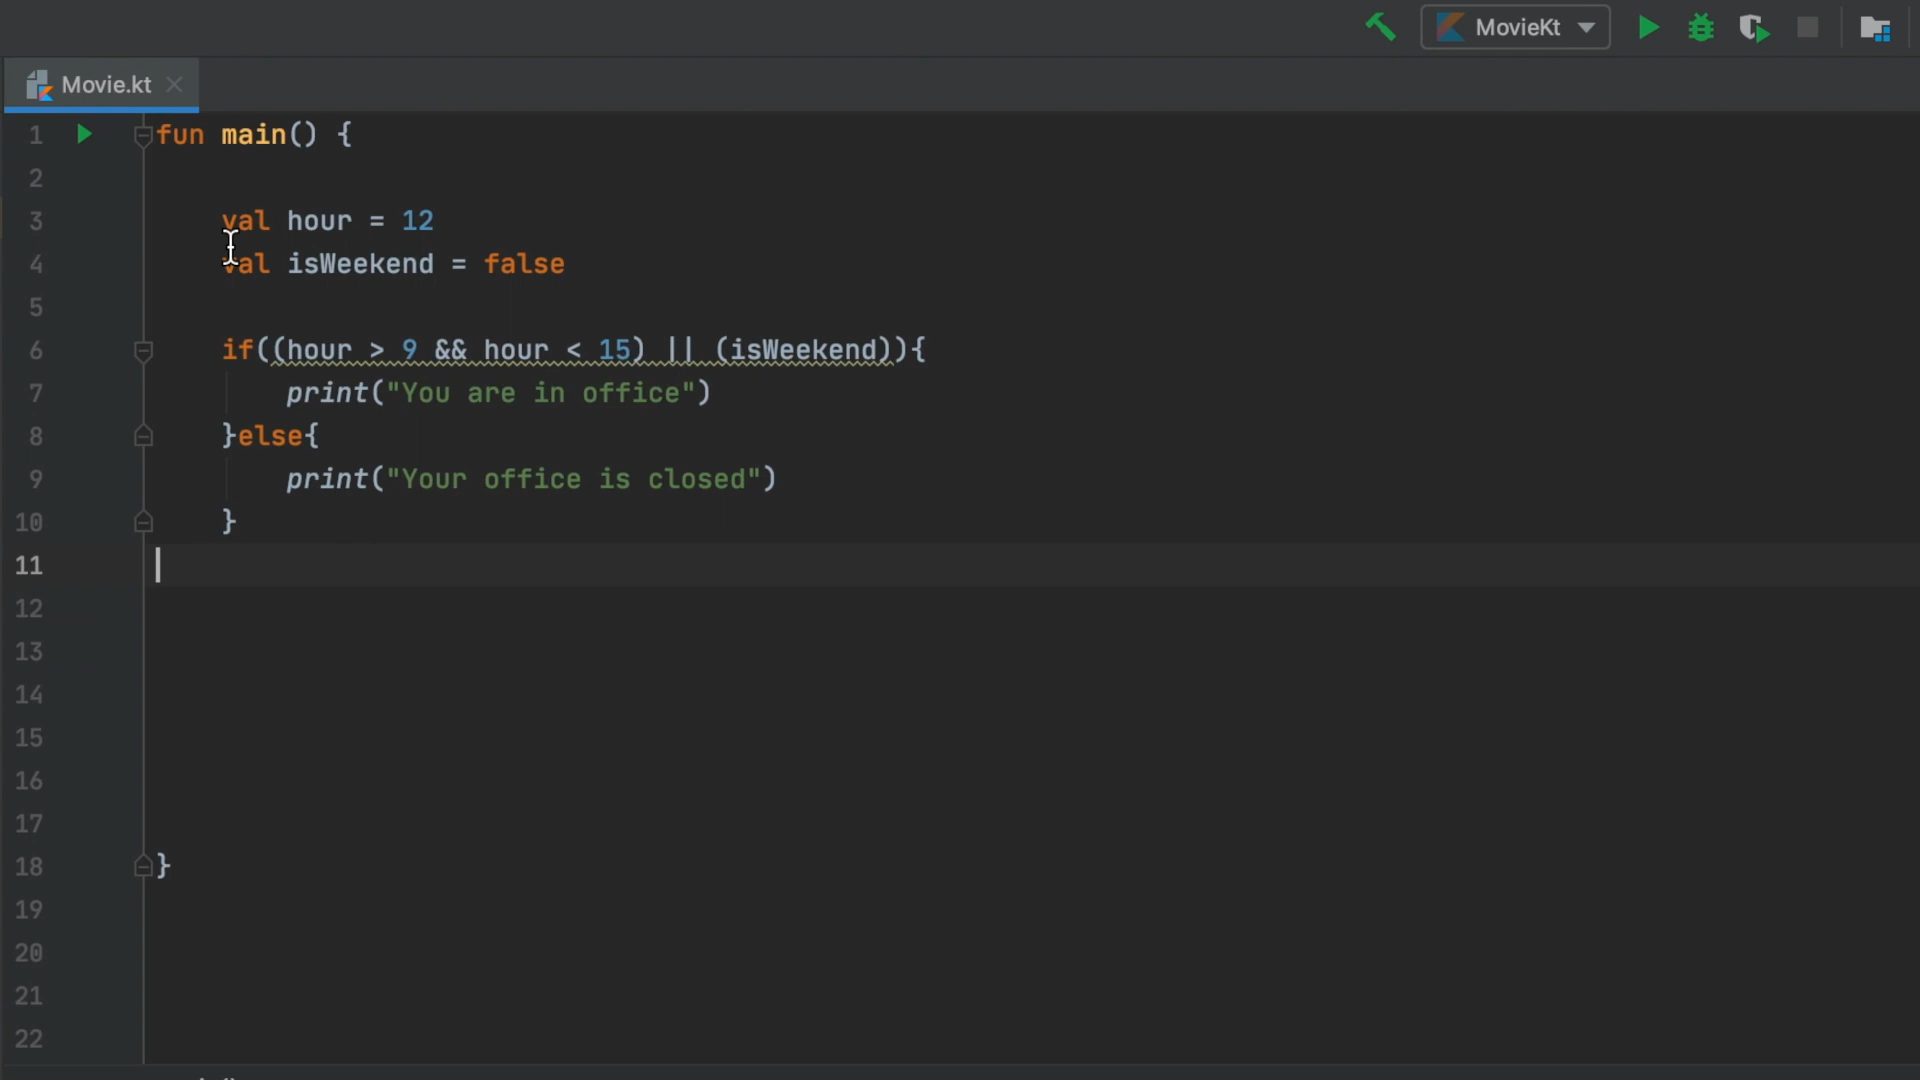 MovieKt
Movie.kt
1 fun main() {
2
3 val hour = 12
4 val isWeekend = false
5
6 if((hour > 9 && hour < 15) || (isWeekend)){
7 print("You are in office")
8 }else{
9 print("Your office is closed")
10 }
11
12
13
14
15
16
17
18 }
19
20
21
22